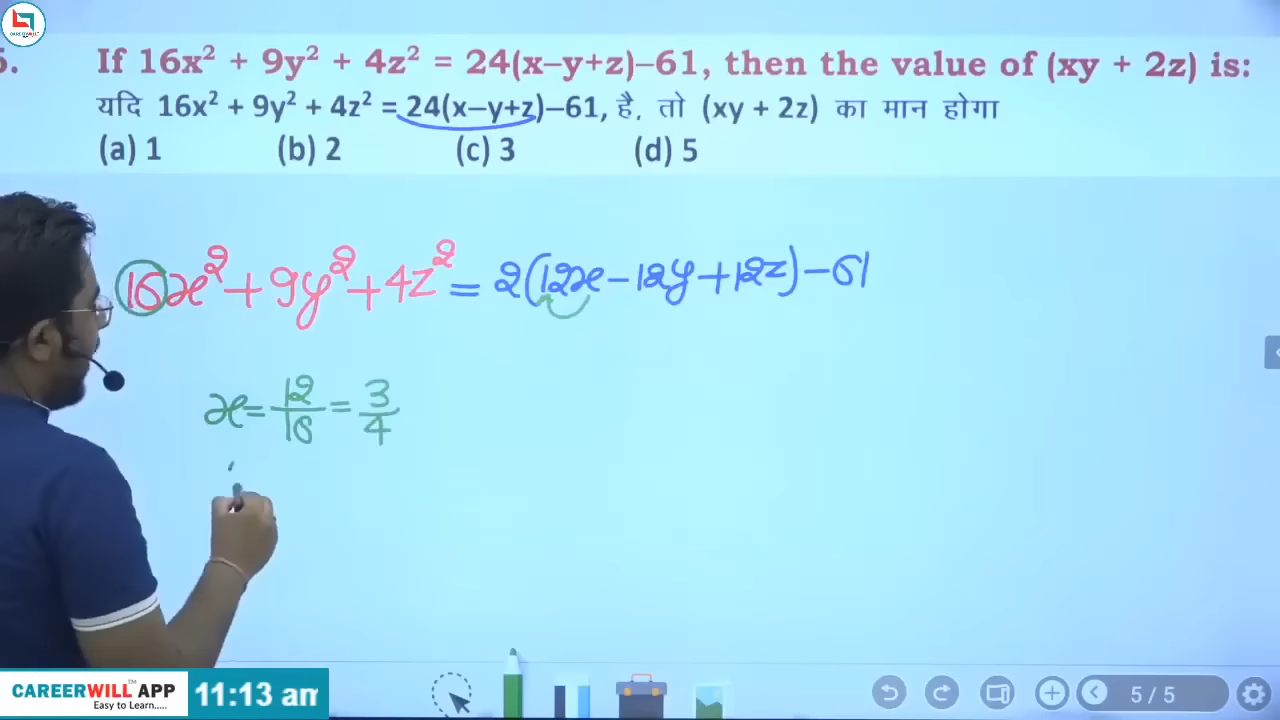 CAREERWILL
5.
If 16x² + 9y² + 4z² = 24(x–y+z)–61, then the value of (xy + 2z) is:
यदि 16x² + 9y² + 4z² = 24(x–y+z)–61, है, तो (xy + 2z) का मान होगा
(a) 1 (b) 2 (c) 3 (d) 5
16x² + 9y² + 4z² = 2(12x - 12y + 12z) - 61
x = 12/16 = 3/4
CAREERWILL™ APP
Easy to Learn.....
11:13 am
5 / 5